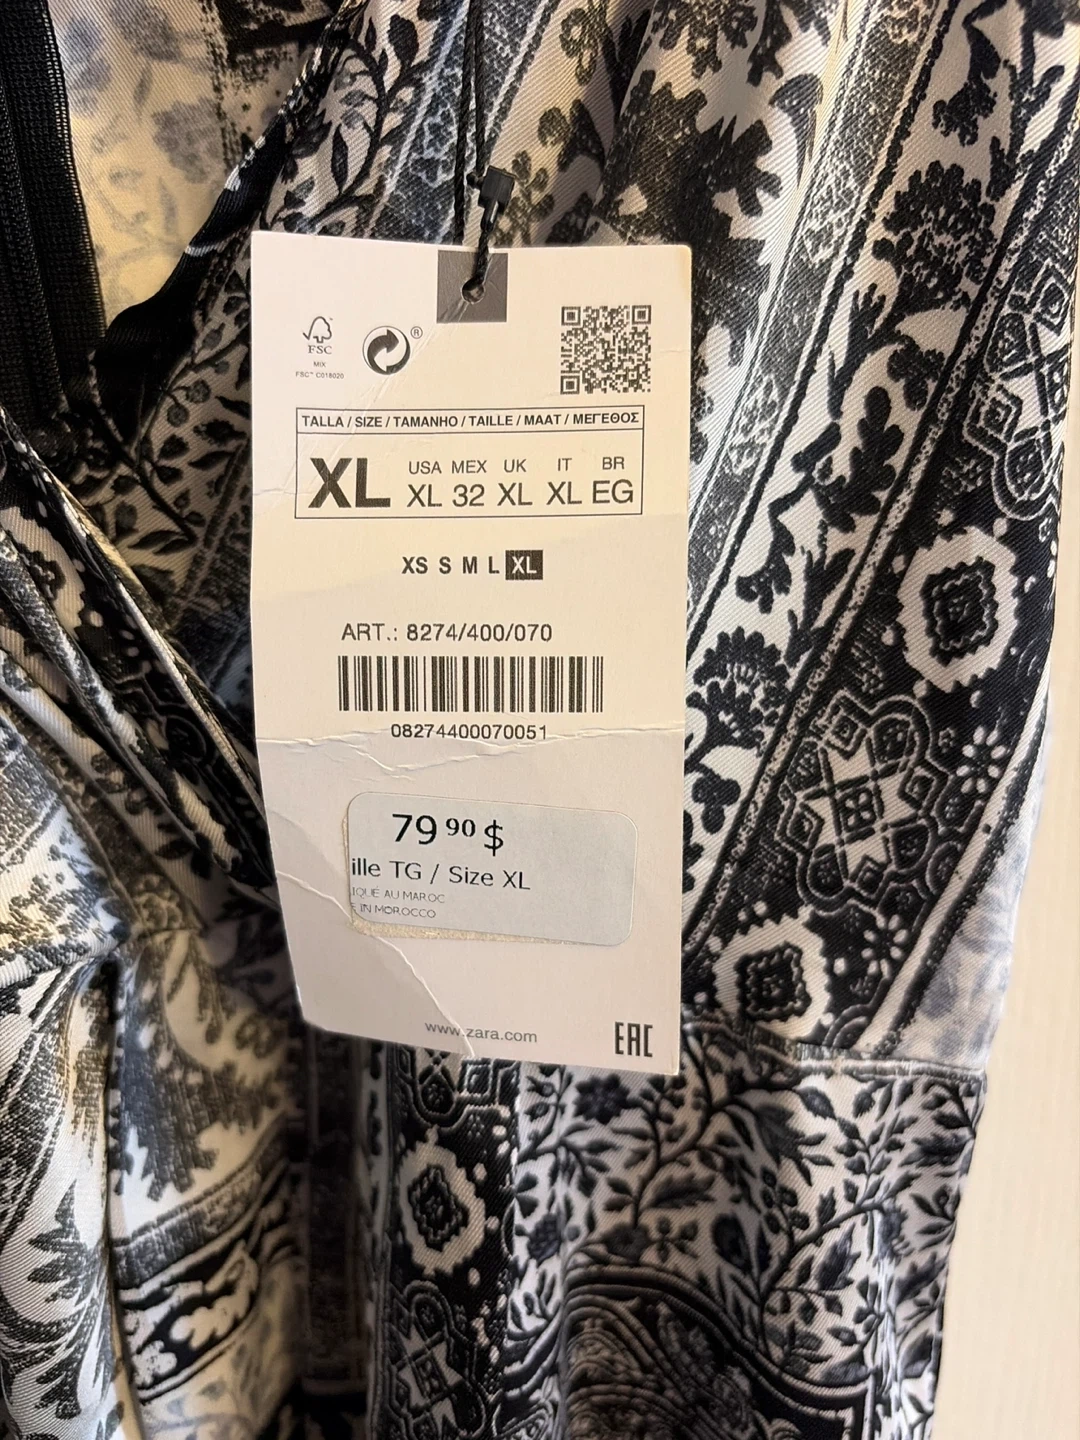 FSC
MIX
FSC™ C018020
®
TALLA / SIZE / TAMANHO / TAILLE / MAAT / ΜΕΓΕΘΟΣ
XL
USA MEX UK IT BR
XL 32 XL XL EG
XS S M L XL
ART.: 8274/400/070
08274400070051
79 90 $
ille TG / Size XL
IQUÉ AU MAROC
E IN MOROCCO
www.zara.com
EAC